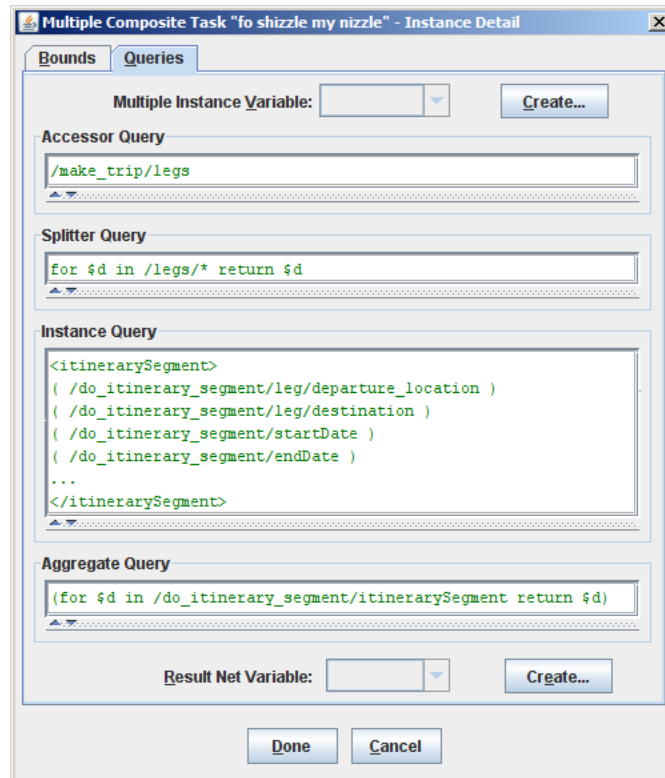 Multiple Composite Task "fo shizzle my nizzle" - Instance Detail
Bounds Queries
Multiple Instance Variable: Create...
Accessor Query
/make_trip/legs
Splitter Query
for $d in /legs/* return $d
Instance Query
<itinerarySegment>
( /do_itinerary_segment/leg/departure_location )
( /do_itinerary_segment/leg/destination )
( /do_itinerary_segment/startDate )
( /do_itinerary_segment/endDate )
...
</itinerarySegment>
Aggregate Query
(for $d in /do_itinerary_segment/itinerarySegment return $d)
Result Net Variable: Create...
Done Cancel